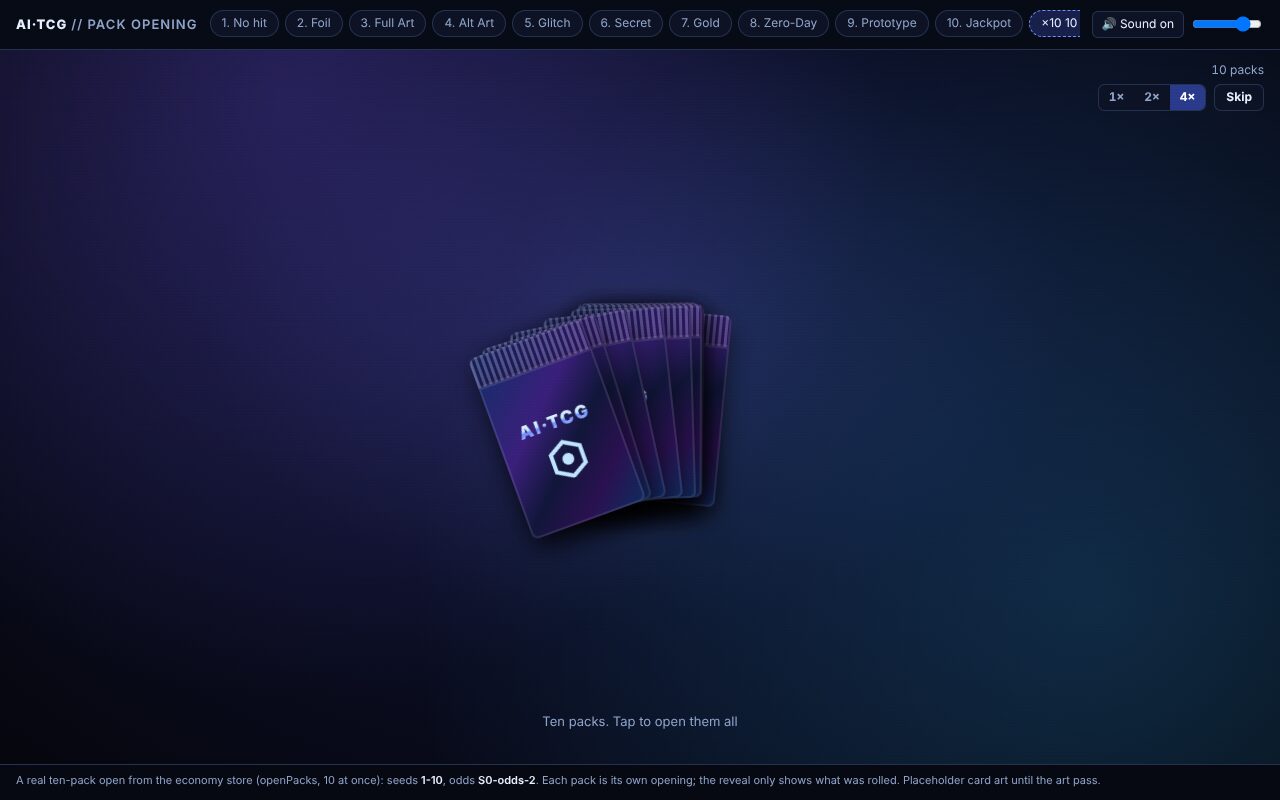 AI·TCG // PACK OPENING
1. No hit
2. Foil
3. Full Art
4. Alt Art
5. Glitch
6. Secret
7. Gold
8. Zero-Day
9. Prototype
10. Jackpot
×10 10
🔊 Sound on
10 packs
1×
2×
4×
Skip
AI·TCG
Ten packs. Tap to open them all
A real ten-pack open from the economy store (openPacks, 10 at once): seeds 1-10, odds S0-odds-2. Each pack is its own opening; the reveal only shows what was rolled. Placeholder card art until the art pass.